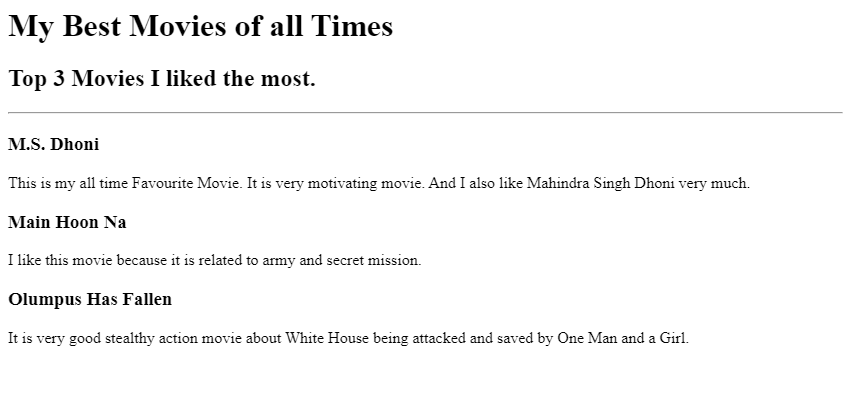 My Best Movies of all Times
Top 3 Movies I liked the most.
M.S. Dhoni
This is my all time Favourite Movie. It is very motivating movie. And I also like Mahindra Singh Dhoni very much.
Main Hoon Na
I like this movie because it is related to army and secret mission.
Olumpus Has Fallen
It is very good stealthy action movie about White House being attacked and saved by One Man and a Girl.